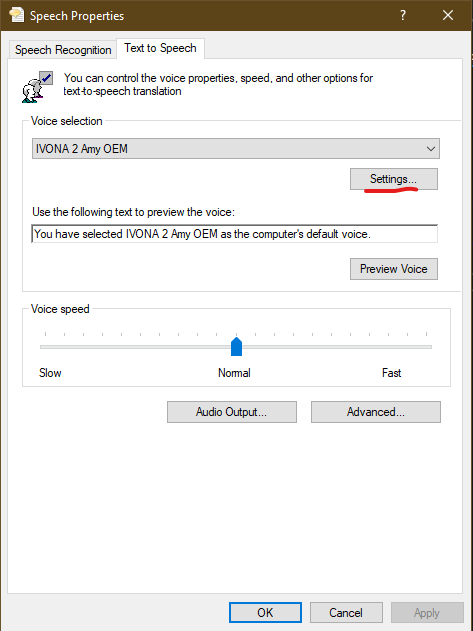 Speech Properties
? 
Speech Recognition Text to Speech
You can control the voice properties, speed, and other options for
text-to-speech translation
Voice selection
IVONA 2 Amy OEM
Settings...
Use the following text to preview the voice:
You have selected IVONA 2 Amy OEM as the computer's default voice.
Preview Voice
Voice speed
Slow Normal Fast
Audio Output... Advanced...
OK Cancel Apply